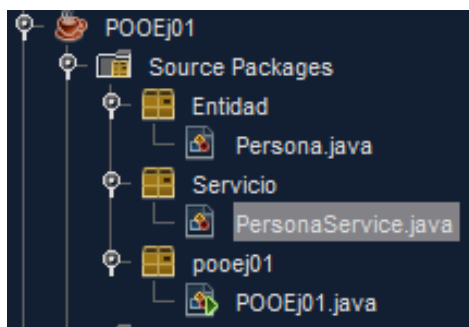 POOEj01
Source Packages
Entidad
Persona.java
Servicio
PersonaService.java
pooej01
POOEj01.java